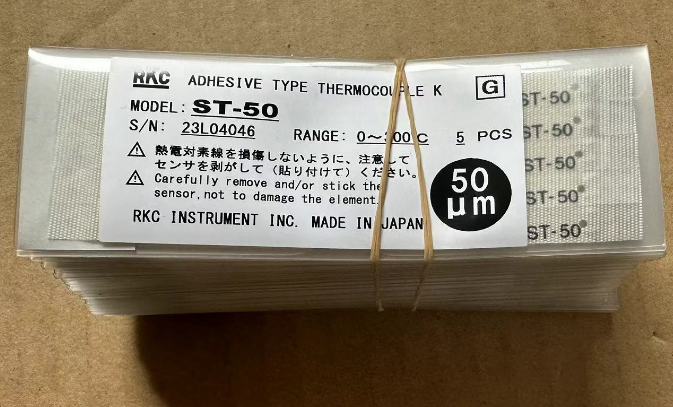 RKC ADHESIVE TYPE THERMOCOUPLE K G
MODEL: ST-50
S/N: 23L04046 RANGE: 0～300°C 5 PCS
熱電対素線を損傷しないように、注意して
センサを剥がして(貼り付けて)ください。
Carefully remove and/or stick the
sensor,not to damage the element.
50
μm
RKC INSTRUMENT INC. MADE IN JAPAN
ST-50
ST-50
ST-50
ST-50
ST-50